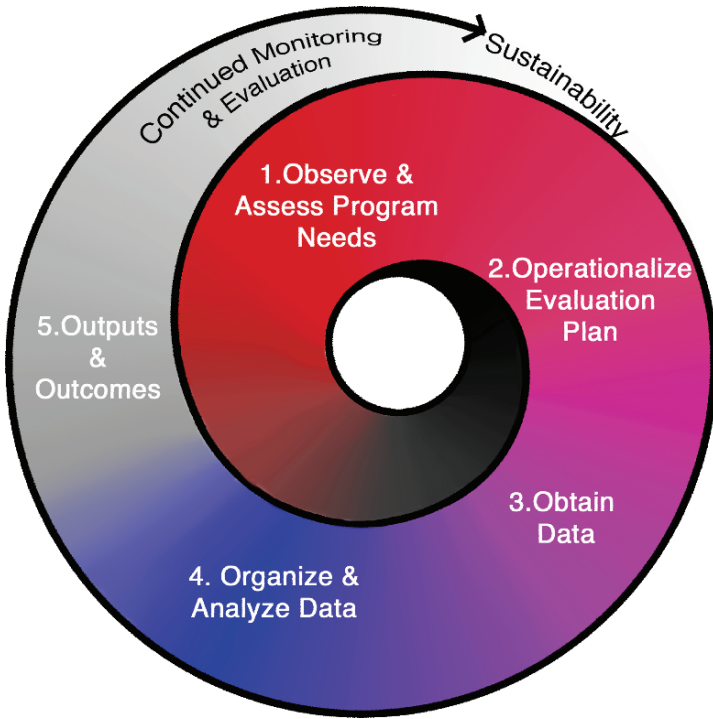 1.Observe &
Assess Program
Needs
2.Operationalize
Evaluation
Plan
3.Obtain
Data
4. Organize &
Analyze Data
5.Outputs
&
Outcomes
Continued Monitoring
& Evaluation
Sustainability